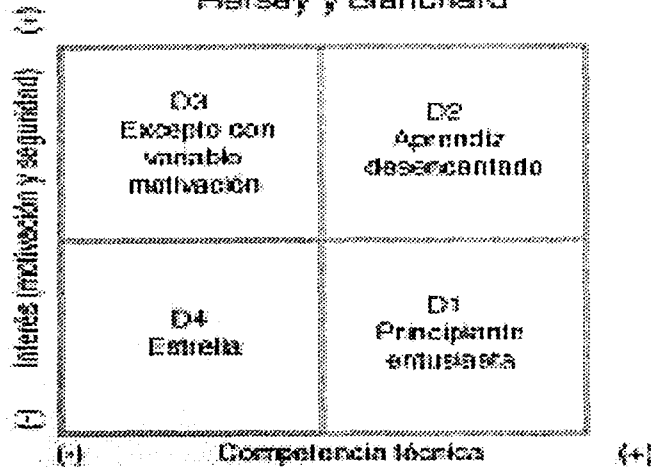 Hersey y Blanchard
(+)
Interés (motivación y seguridad)
(-)
D3
Excepto con
variable
motivación
D2
Aprendiz
desencantado
D4
Estrella
D1
Principiante
entusiasta
(-)
Competencia técnica
(+)